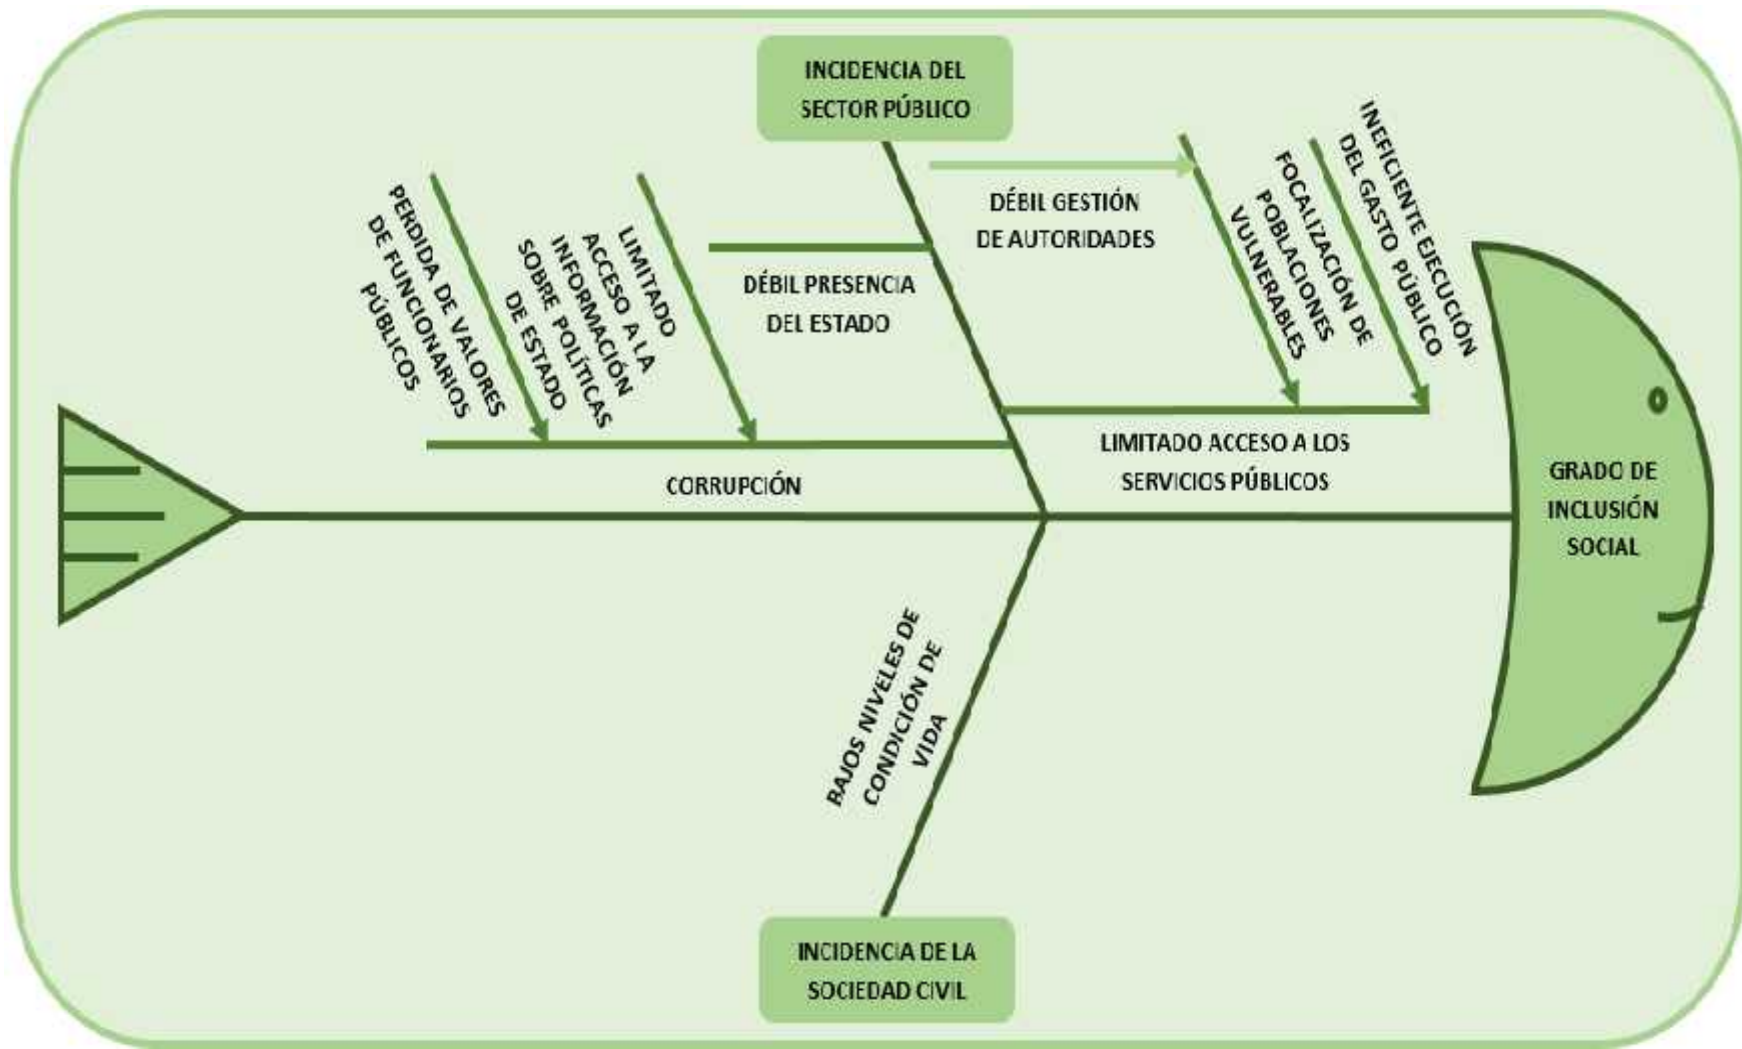 INCIDENCIA DEL
SECTOR PÚBLICO
PERDIDA DE VALORES
DE FUNCIONARIOS
PÚBLICOS
LIMITADO
ACCESO A LA
INFORMACIÓN
SOBRE POLÍTICAS
DE ESTADO
DÉBIL PRESENCIA
DEL ESTADO
DÉBIL GESTIÓN
DE AUTORIDADES
FOCALIZACIÓN DE
POBLACIONES
VULNERABLES
INEFICIENTE EJECUCIÓN
DEL GASTO PÚBLICO
CORRUPCIÓN
LIMITADO ACCESO A LOS
SERVICIOS PÚBLICOS
GRADO DE
INCLUSIÓN
SOCIAL
BAJOS NIVELES DE
CONDICIÓN DE
VIDA
INCIDENCIA DE LA
SOCIEDAD CIVIL